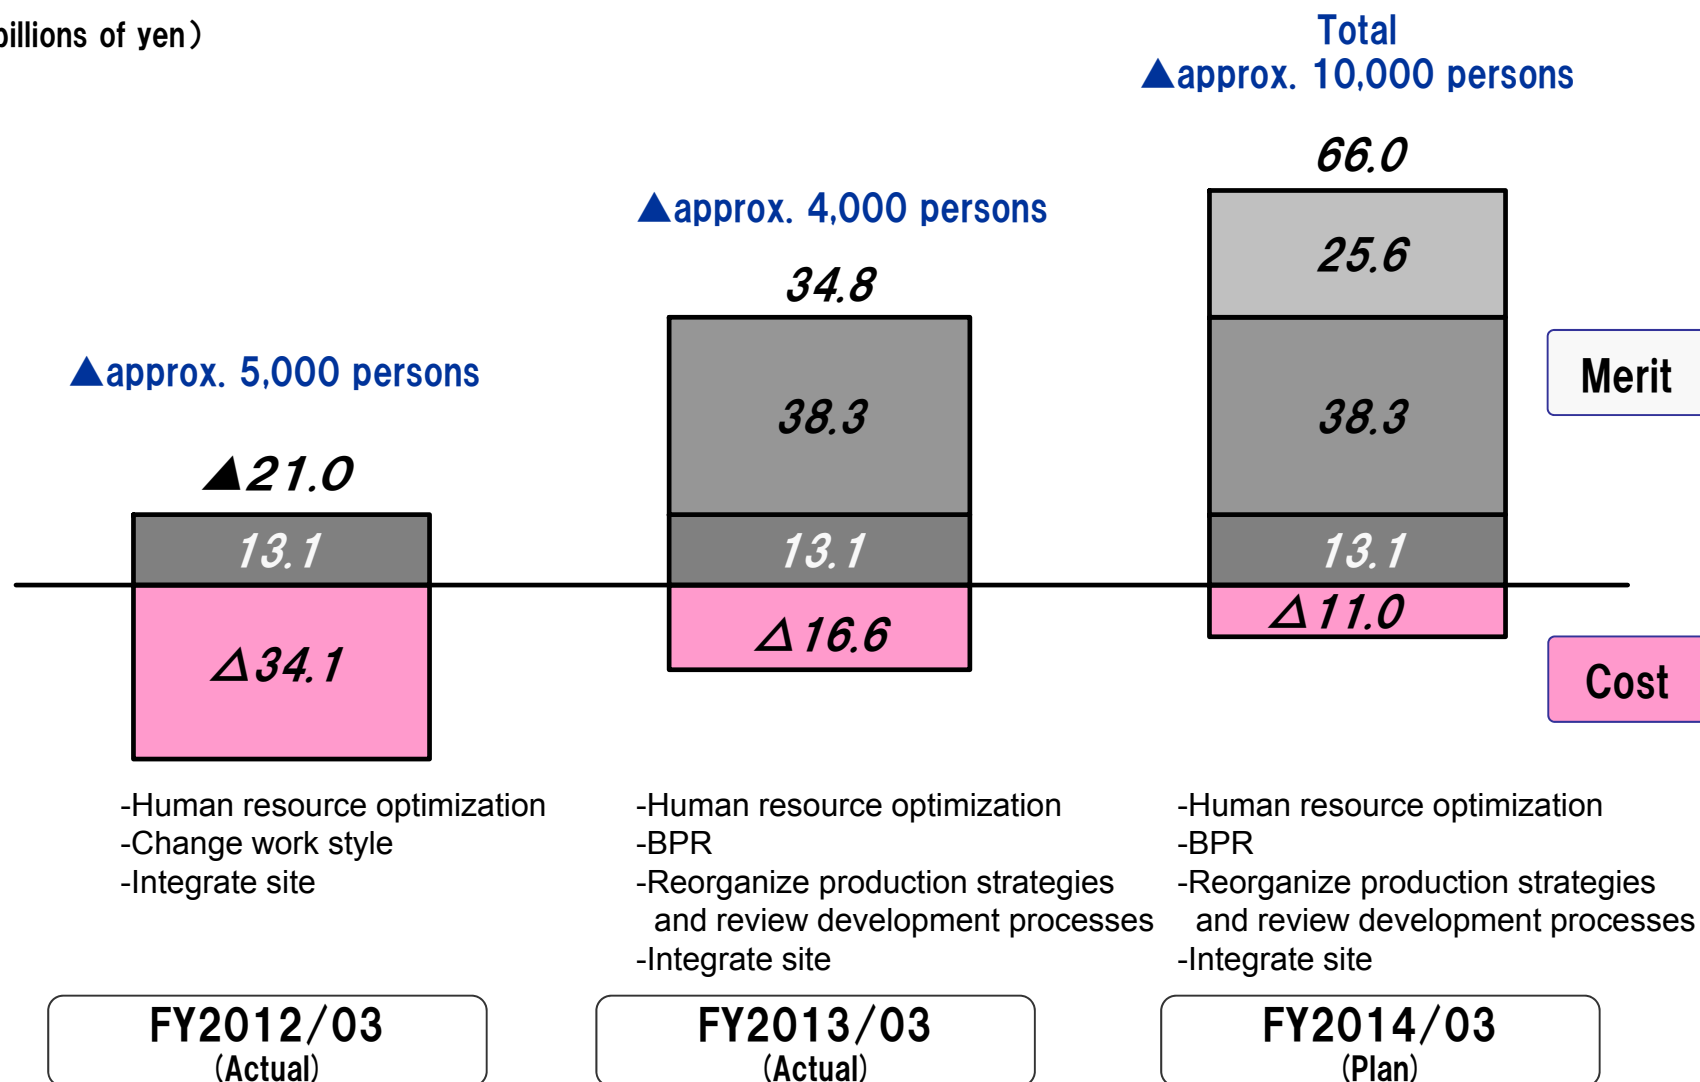 billions of yen）
Total
▲approx. 10,000 persons
66.0
▲approx. 4,000 persons
25.6
34.8
▲approx. 5,000 persons
Merit
38.3
38.3
▲21.0
13.1
13.1
13.1
△34.1
△16.6
△11.0
Cost
-Human resource optimization
-Change work style
-Integrate site
-Human resource optimization
-BPR
-Reorganize production strategies
and review development processes
-Integrate site
-Human resource optimization
-BPR
-Reorganize production strategies
and review development processes
-Integrate site
FY2012/03
(Actual)
FY2013/03
(Actual)
FY2014/03
(Plan)